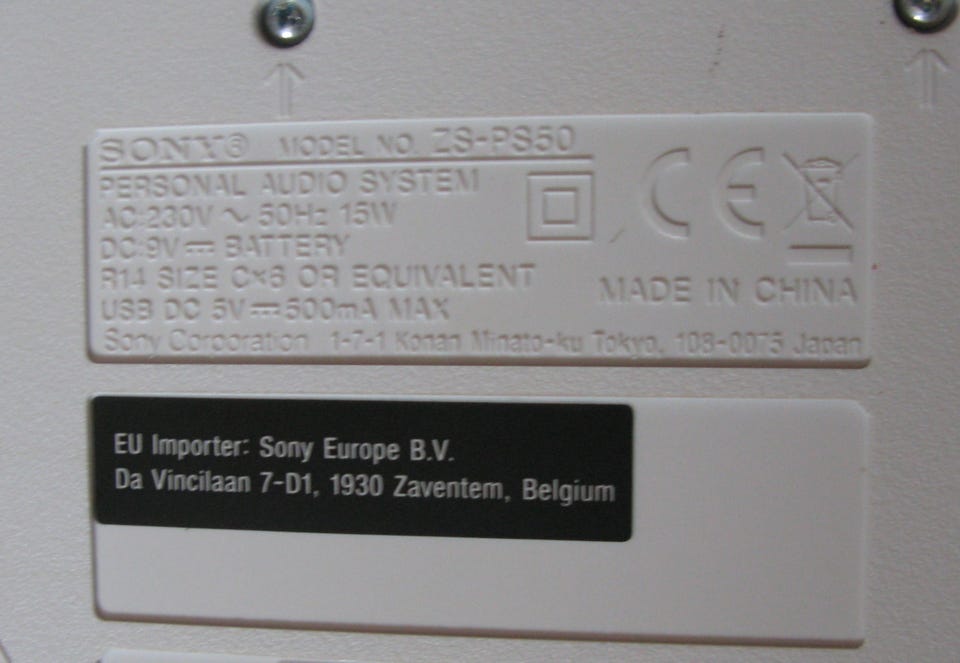 SONY® MODEL NO. ZS-PS50
PERSONAL AUDIO SYSTEM
AC:230V ~ 50Hz 15W
DC:9V ⎓ BATTERY
R14 SIZE C×6 OR EQUIVALENT
USB DC 5V ⎓ 500mA MAX
CE
MADE IN CHINA
Sony Corporation 1-7-1 Konan Minato-ku Tokyo, 108-0075 Japan
EU Importer: Sony Europe B.V.
Da Vincilaan 7-D1, 1930 Zaventem, Belgium